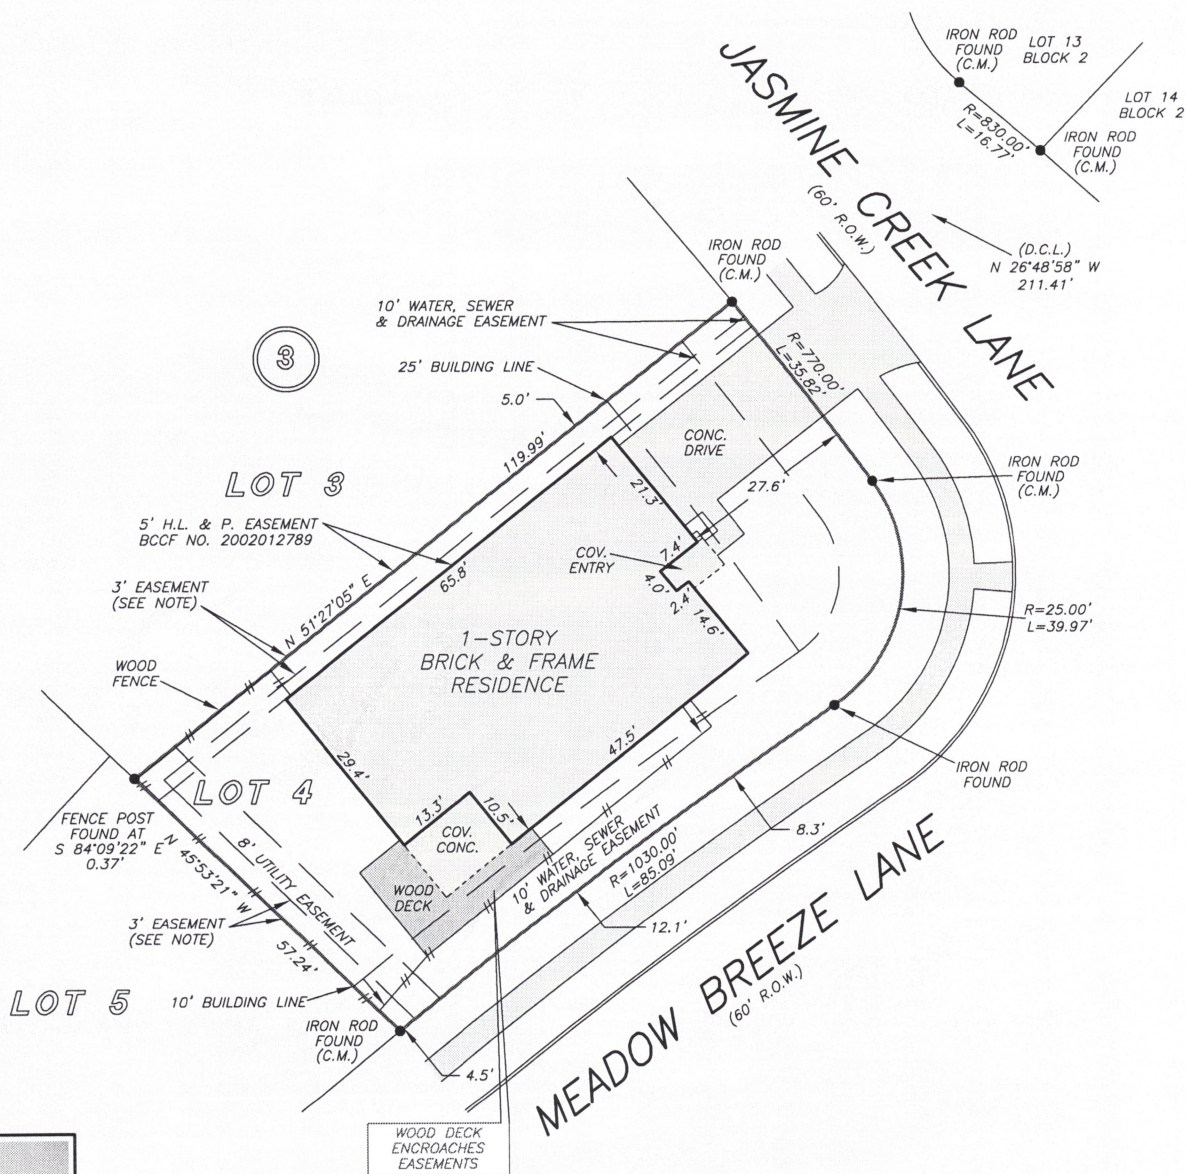 JASMINE CREEK LANE
(60' R.O.W.)
IRON ROD
FOUND
(C.M.)
LOT 13
BLOCK 2
LOT 14
BLOCK 2
R=830.00'
L=16.77'
IRON ROD
FOUND
(C.M.)
(D.C.L.)
N 26°48'58" W
211.41'
IRON ROD
FOUND
(C.M.)
10' WATER, SEWER
& DRAINAGE EASEMENT
3
25' BUILDING LINE
5.0'
R=770.00'
L=35.82'
119.99'
CONC.
DRIVE
LOT 3
27.6'
IRON ROD
FOUND
(C.M.)
21.3'
5' H.L. & P. EASEMENT
BCCF NO. 2002012789
COV.
ENTRY
7.4'
4.0'
2.4'
14.6'
65.8'
3' EASEMENT
(SEE NOTE)
N 51°27'05" E
R=25.00'
L=39.97'
1-STORY
BRICK & FRAME
RESIDENCE
WOOD
FENCE
47.5'
29.4'
IRON ROD
FOUND
LOT 4
13.3'
10.5'
FENCE POST
FOUND AT
S 84°09'22" E
0.37'
COV.
CONC.
8.3'
N 45°53'21" W
8' UTILITY EASEMENT
WOOD
DECK
10' WATER, SEWER
& DRAINAGE EASEMENT
R=1030.00'
L=85.09'
3' EASEMENT
(SEE NOTE)
57.24'
12.1'
LOT 5
10' BUILDING LINE
MEADOW BREEZE LANE
(60' R.O.W.)
IRON ROD
FOUND
(C.M.)
4.5'
WOOD DECK
ENCROACHES
EASEMENTS